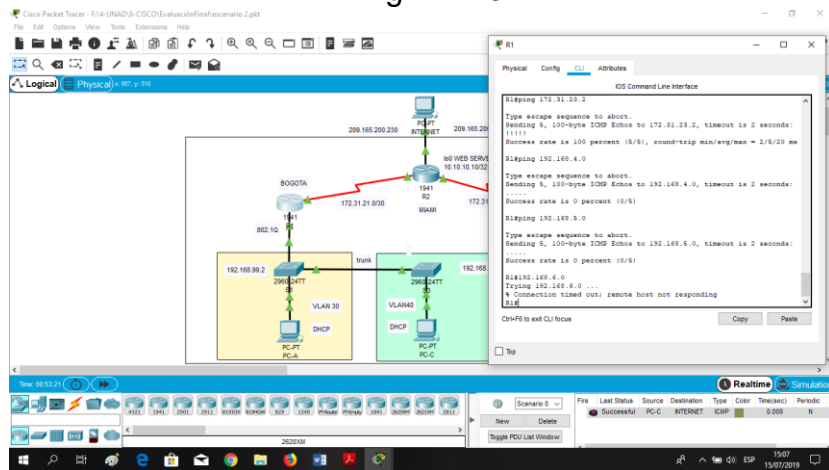 Cisco Packet Tracer - F:\4-UNAD\8-CISCO\EvaluaciónFinal\escenario 2.pkt
File Edit Options View Tools Extensions Help
Logical Physical x: 857, y: 510
209.165.200.230
PC-PT
INTERNET
209.165.200
lo0 WEB SERVE
10.10.10.10/32
BOGOTA
1941
R2
MIAMI
172.31.21.0/30
172.31
1941
802.1Q
192.168.99.2
trunk
192.168.
2960-24TT
S1
2960-24TT
VLAN 30
VLAN40
DHCP
DHCP
PC-PT
PC-A
PC-PT
PC-C
R1
Physical Config CLI Attributes
IOS Command Line Interface
R1#ping 172.31.23.2
Type escape sequence to abort.
Sending 5, 100-byte ICMP Echos to 172.31.23.2, timeout is 2 seconds:
!!!!!
Success rate is 100 percent (5/5), round-trip min/avg/max = 2/5/20 ms
R1#ping 192.168.4.0
Type escape sequence to abort.
Sending 5, 100-byte ICMP Echos to 192.168.4.0, timeout is 2 seconds:
.....
Success rate is 0 percent (0/5)
R1#ping 192.168.5.0
Type escape sequence to abort.
Sending 5, 100-byte ICMP Echos to 192.168.5.0, timeout is 2 seconds:
.....
Success rate is 0 percent (0/5)
R1#192.168.6.0
Trying 192.168.6.0 ...
% Connection timed out; remote host not responding
R1#
Ctrl+F6 to exit CLI focus
Copy Paste
Top
Time: 00:53:21
Realtime Simulation
4321 1941 2901 2911 819IOX 819HGW 829 1240 PT-Router PT-Empty 1841 2620XM 2621XM 2811
2620XM
Scenario 0
New Delete
Toggle PDU List Window
Fire Last Status Source Destination Type Color Time(sec) Periodic
Successful PC-C INTERNET ICMP 0.000 N
ESP
15:07
15/07/2019